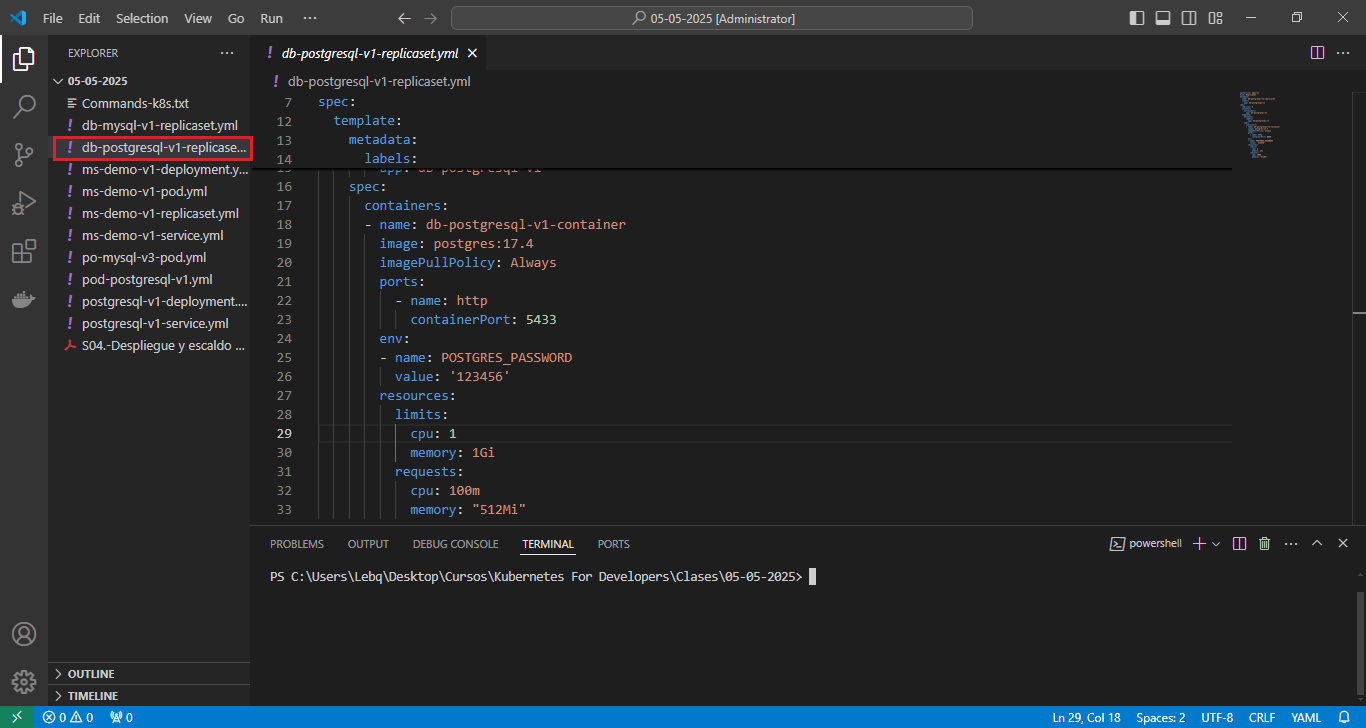 File Edit Selection View Go Run ···
05-05-2025 [Administrator]
EXPLORER ···
05-05-2025
Commands-k8s.txt
! db-mysql-v1-replicaset.yml
! db-postgresql-v1-replicase...
! ms-demo-v1-deployment.y...
! ms-demo-v1-pod.yml
! ms-demo-v1-replicaset.yml
! ms-demo-v1-service.yml
! po-mysql-v3-pod.yml
! pod-postgresql-v1.yml
! postgresql-v1-deployment....
! postgresql-v1-service.yml
S04.-Despliegue y escaldo ...
OUTLINE
TIMELINE
! db-postgresql-v1-replicaset.yml
! db-postgresql-v1-replicaset.yml
7 spec:
12 template:
13 metadata:
14 labels:
15 app: db-postgresql-v1
16 spec:
17 containers:
18 - name: db-postgresql-v1-container
19 image: postgres:17.4
20 imagePullPolicy: Always
21 ports:
22 - name: http
23 containerPort: 5433
24 env:
25 - name: POSTGRES_PASSWORD
26 value: '123456'
27 resources:
28 limits:
29 cpu: 1
30 memory: 1Gi
31 requests:
32 cpu: 100m
33 memory: "512Mi"
PROBLEMS OUTPUT DEBUG CONSOLE TERMINAL PORTS
powershell
PS C:\Users\Lebq\Desktop\Cursos\Kubernetes For Developers\Clases\05-05-2025>
0 0 0
Ln 29, Col 18 Spaces: 2 UTF-8 CRLF YAML